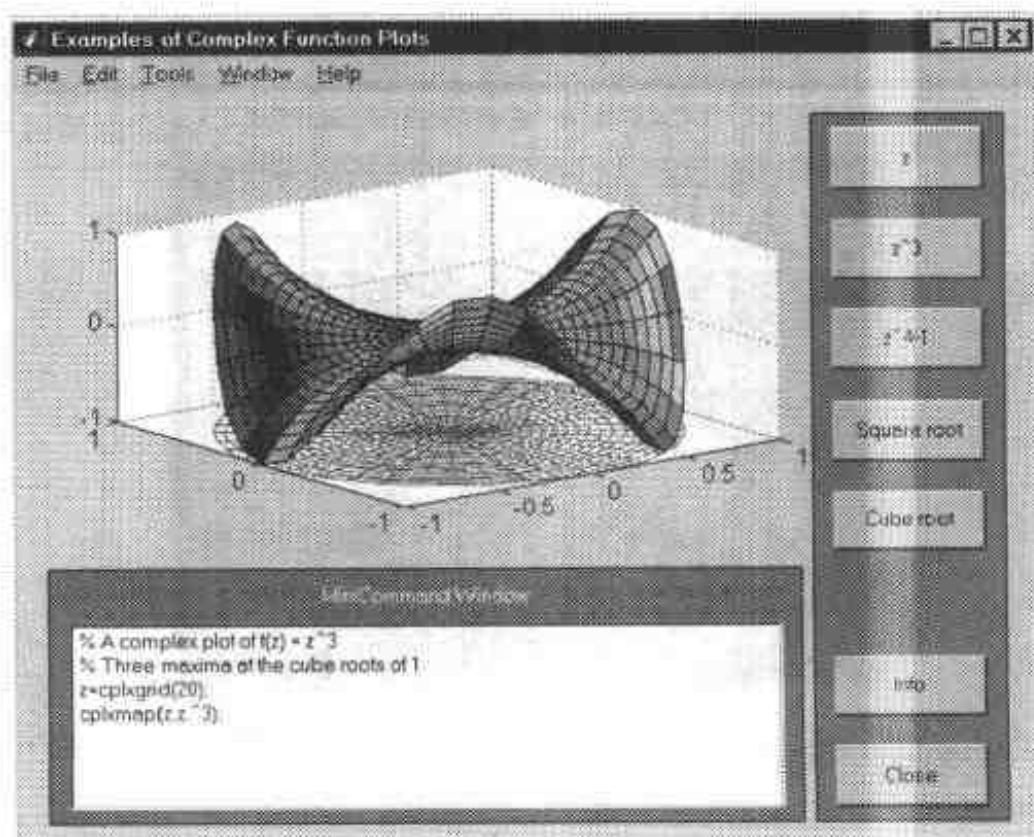 Examples of Complex Function Plots
File Edit Tools Window Help
1
0
-1
1
0
-1
-1
-0.5
0
0.5
1
z
z^3
z^4-1
Square root
Cube root
Info
Close
MiniCommand Window
% A complex plot of f(z) = z^3
% Three maxima at the cube roots of 1
z=cplxgrid(20);
cplxmap(z,z.^3);